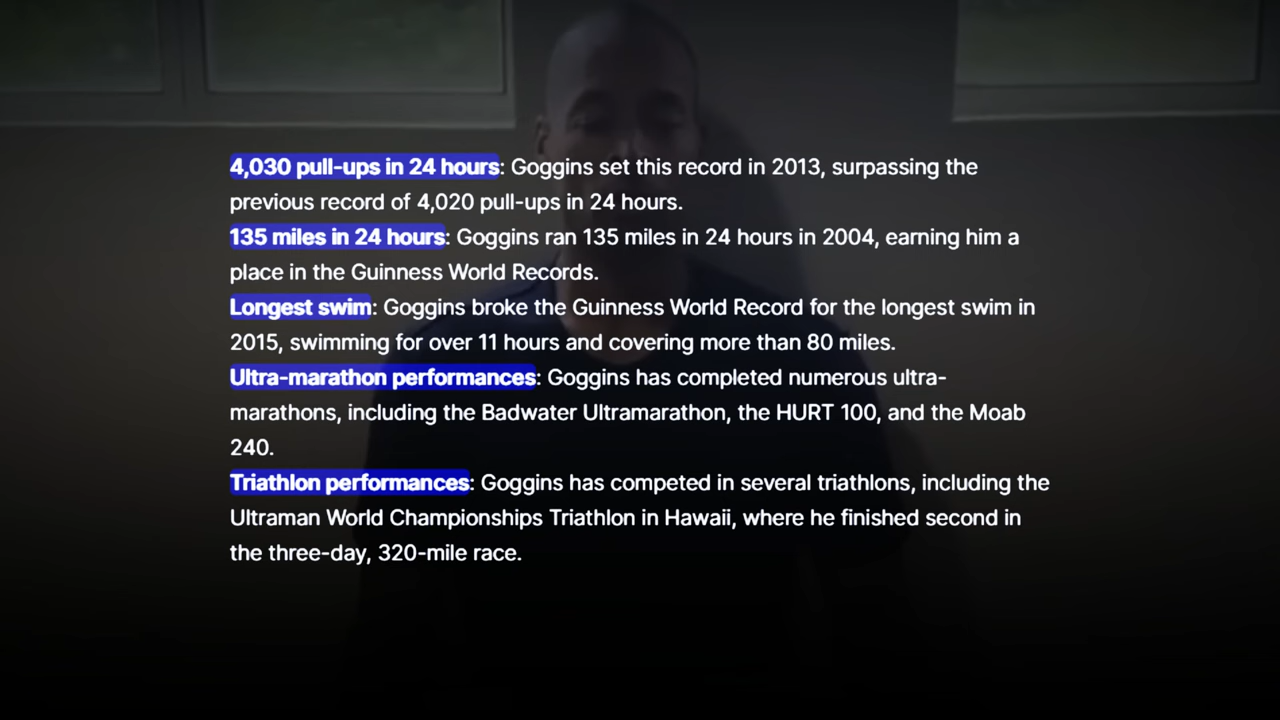 4,030 pull-ups in 24 hours: Goggins set this record in 2013, surpassing the
previous record of 4,020 pull-ups in 24 hours.
135 miles in 24 hours: Goggins ran 135 miles in 24 hours in 2004, earning him a
place in the Guinness World Records.
Longest swim: Goggins broke the Guinness World Record for the longest swim in
2015, swimming for over 11 hours and covering more than 80 miles.
Ultra-marathon performances: Goggins has completed numerous ultra-
marathons, including the Badwater Ultramarathon, the HURT 100, and the Moab
240.
Triathlon performances: Goggins has competed in several triathlons, including the
Ultraman World Championships Triathlon in Hawaii, where he finished second in
the three-day, 320-mile race.